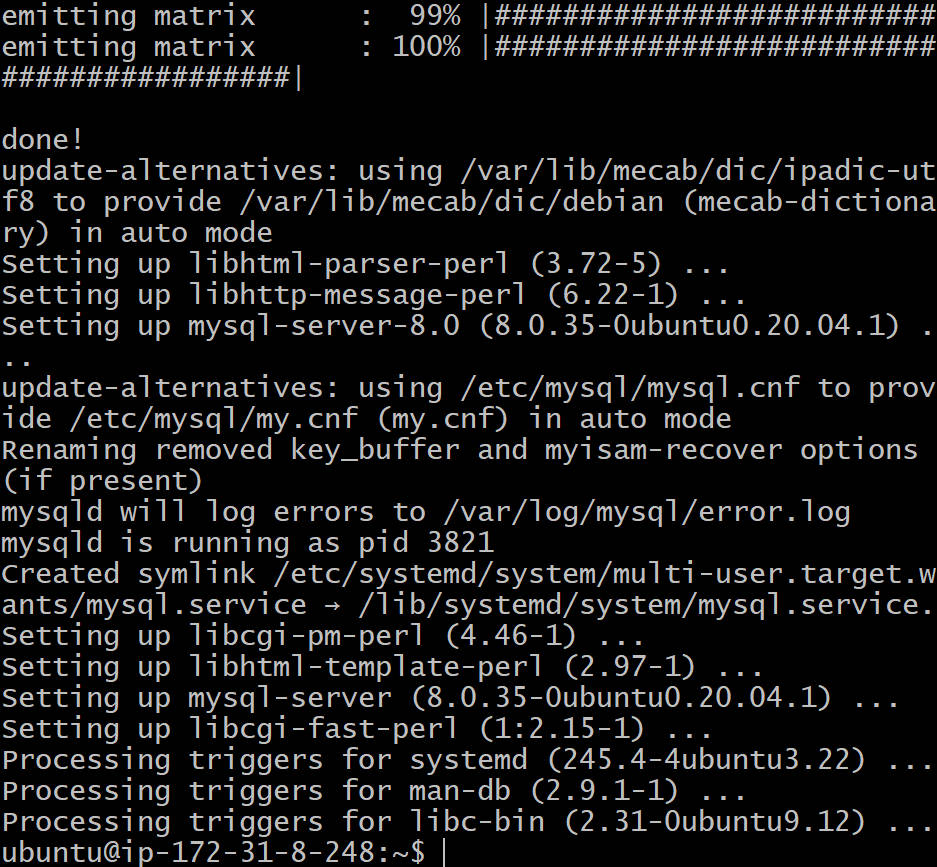 emitting matrix      :  99% |##########################
emitting matrix      : 100% |##########################
#################|
done!
update-alternatives: using /var/lib/mecab/dic/ipadic-ut
f8 to provide /var/lib/mecab/dic/debian (mecab-dictiona
ry) in auto mode
Setting up libhtml-parser-perl (3.72-5) ...
Setting up libhttp-message-perl (6.22-1) ...
Setting up mysql-server-8.0 (8.0.35-0ubuntu0.20.04.1) .
..
update-alternatives: using /etc/mysql/mysql.cnf to prov
ide /etc/mysql/my.cnf (my.cnf) in auto mode
Renaming removed key_buffer and myisam-recover options
(if present)
mysqld will log errors to /var/log/mysql/error.log
mysqld is running as pid 3821
Created symlink /etc/systemd/system/multi-user.target.w
ants/mysql.service → /lib/systemd/system/mysql.service.
Setting up libcgi-pm-perl (4.46-1) ...
Setting up libhtml-template-perl (2.97-1) ...
Setting up mysql-server (8.0.35-0ubuntu0.20.04.1) ...
Setting up libcgi-fast-perl (1:2.15-1) ...
Processing triggers for systemd (245.4-4ubuntu3.22) ...
Processing triggers for man-db (2.9.1-1) ...
Processing triggers for libc-bin (2.31-0ubuntu9.12) ...
ubuntu@ip-172-31-8-248:~$